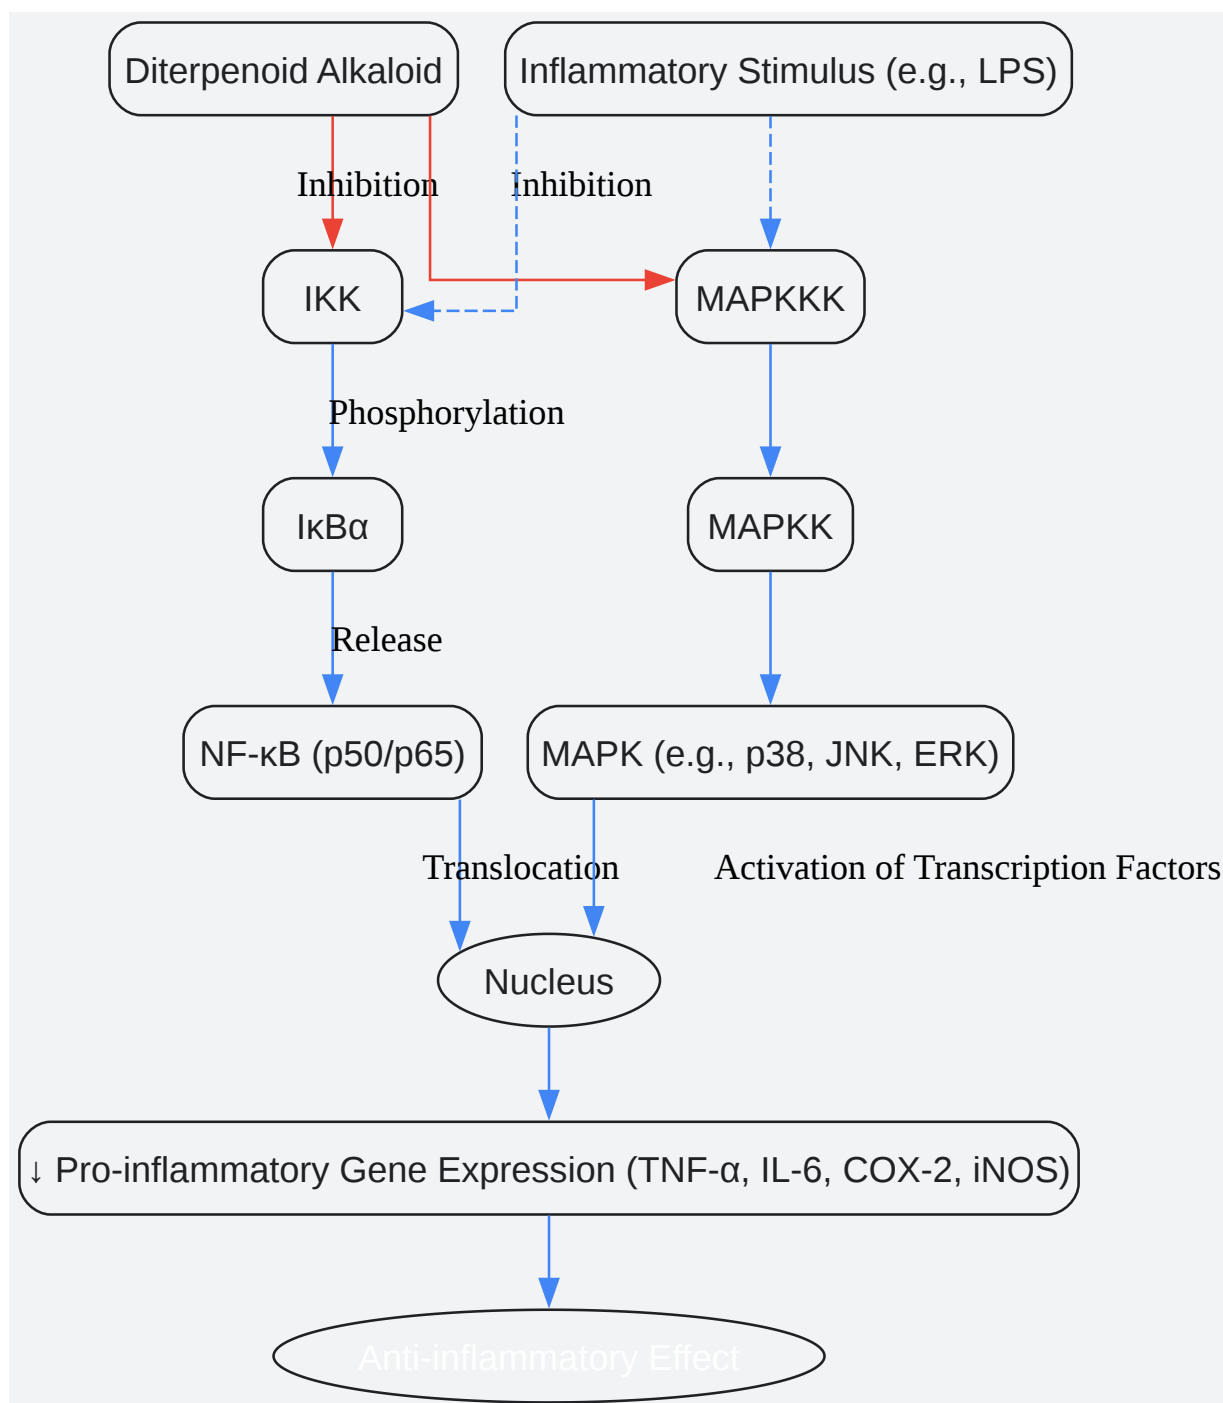 Diterpenoid Alkaloid
Inflammatory Stimulus (e.g., LPS)
Inhibition
Inhibition
IKK
MAPKKK
Phosphorylation
IκBα
MAPKK
Release
NF-κB (p50/p65)
MAPK (e.g., p38, JNK, ERK)
Translocation
Activation of Transcription Factors
Nucleus
↓ Pro-inflammatory Gene Expression (TNF-α, IL-6, COX-2, iNOS)
Anti-inflammatory Effect